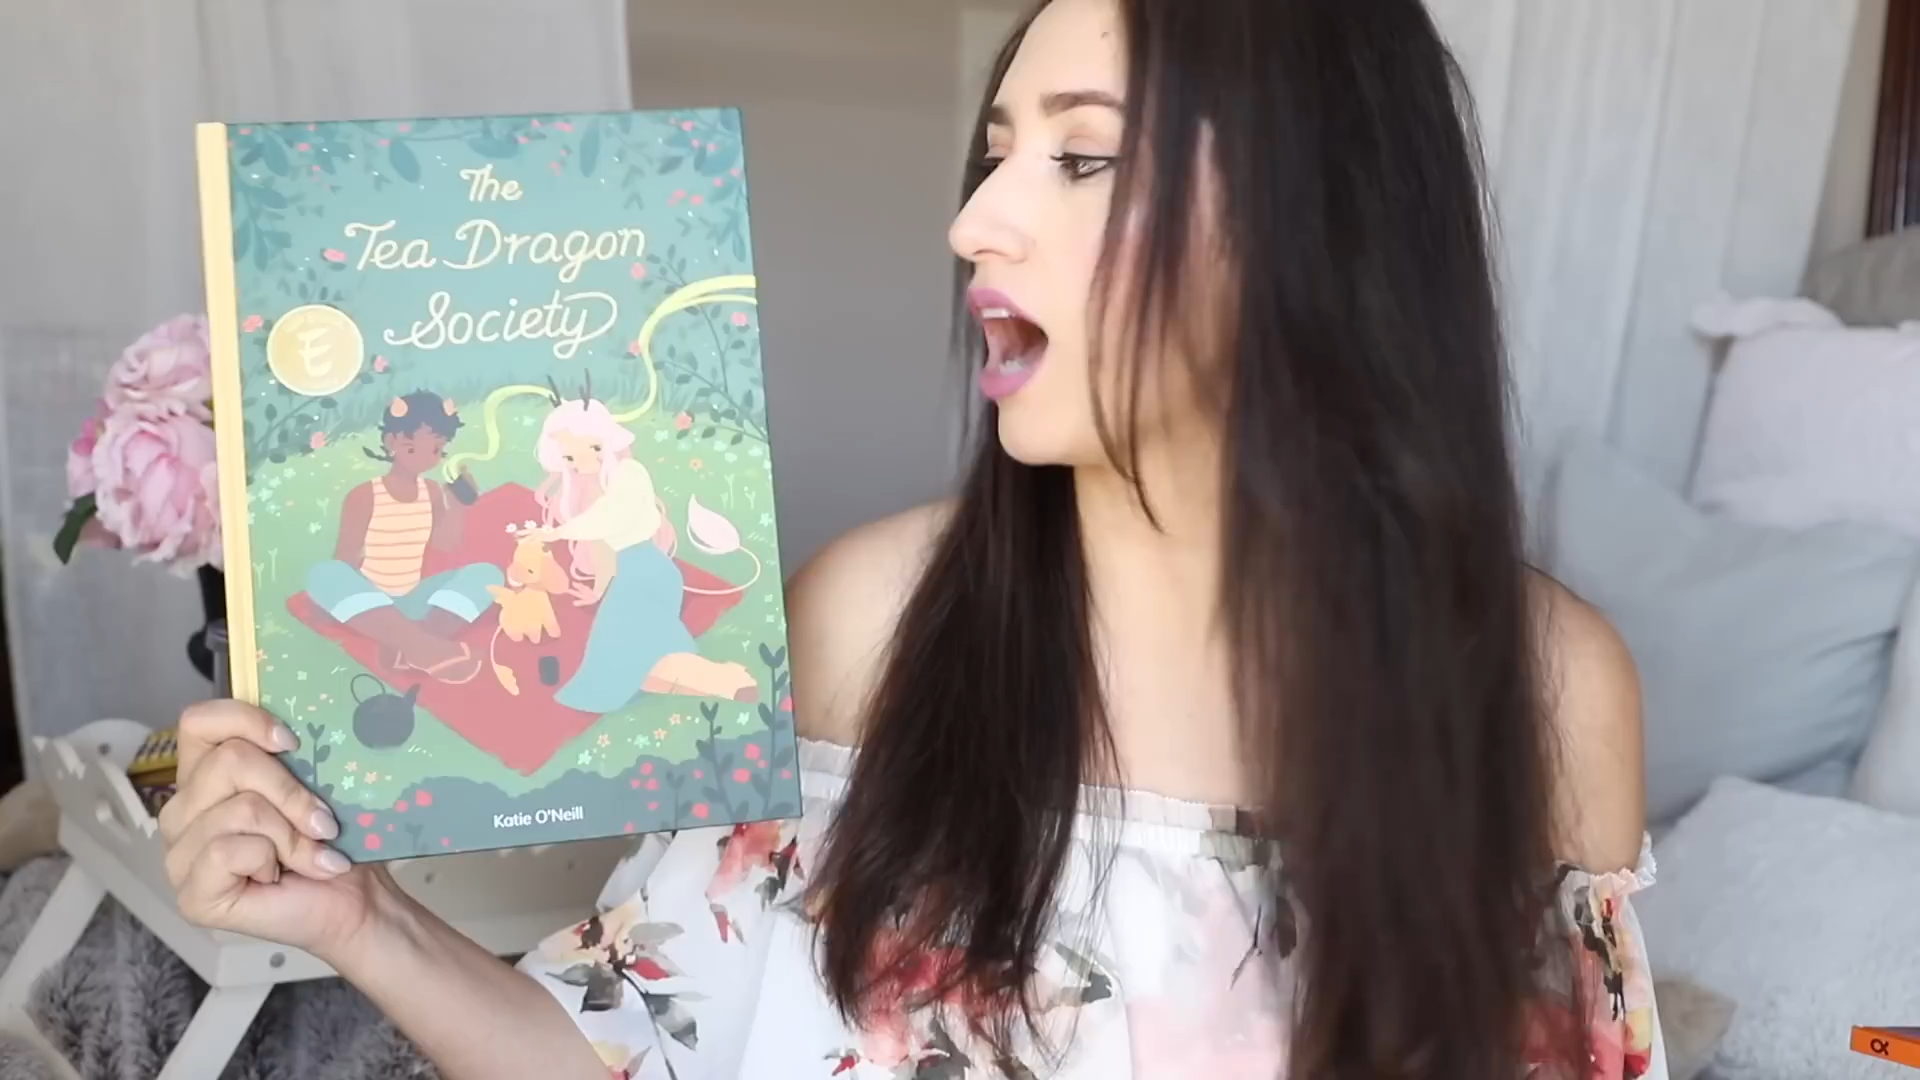 The
Tea Dragon
Society
E
Katie O'Neill